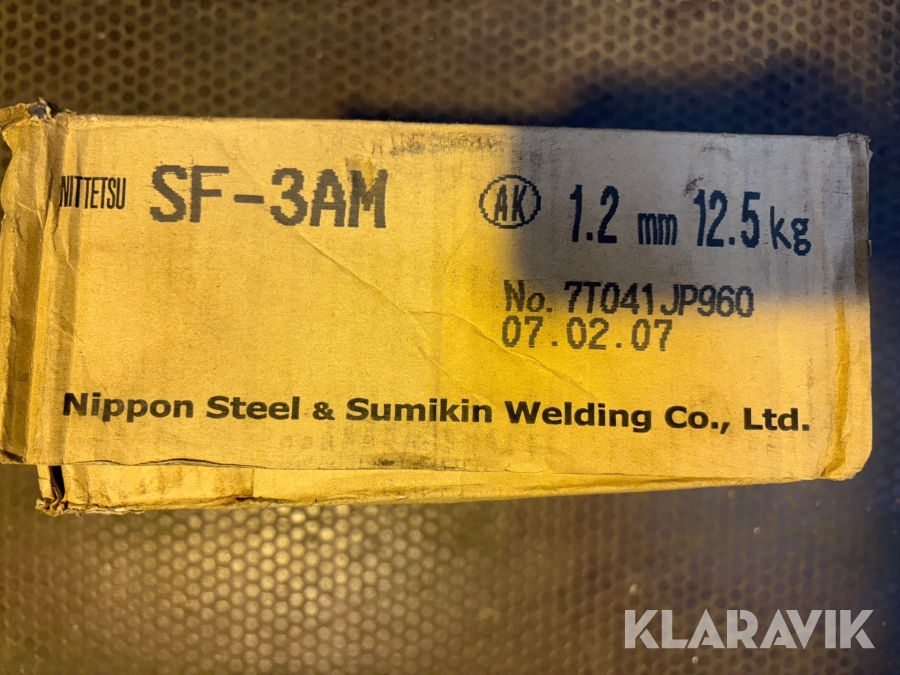 NITTETSU SF-3AM AK 1.2 mm 12.5 kg
No. 7T041JP960
07.02.07
Nippon Steel & Sumikin Welding Co., Ltd.
KLARAVIK